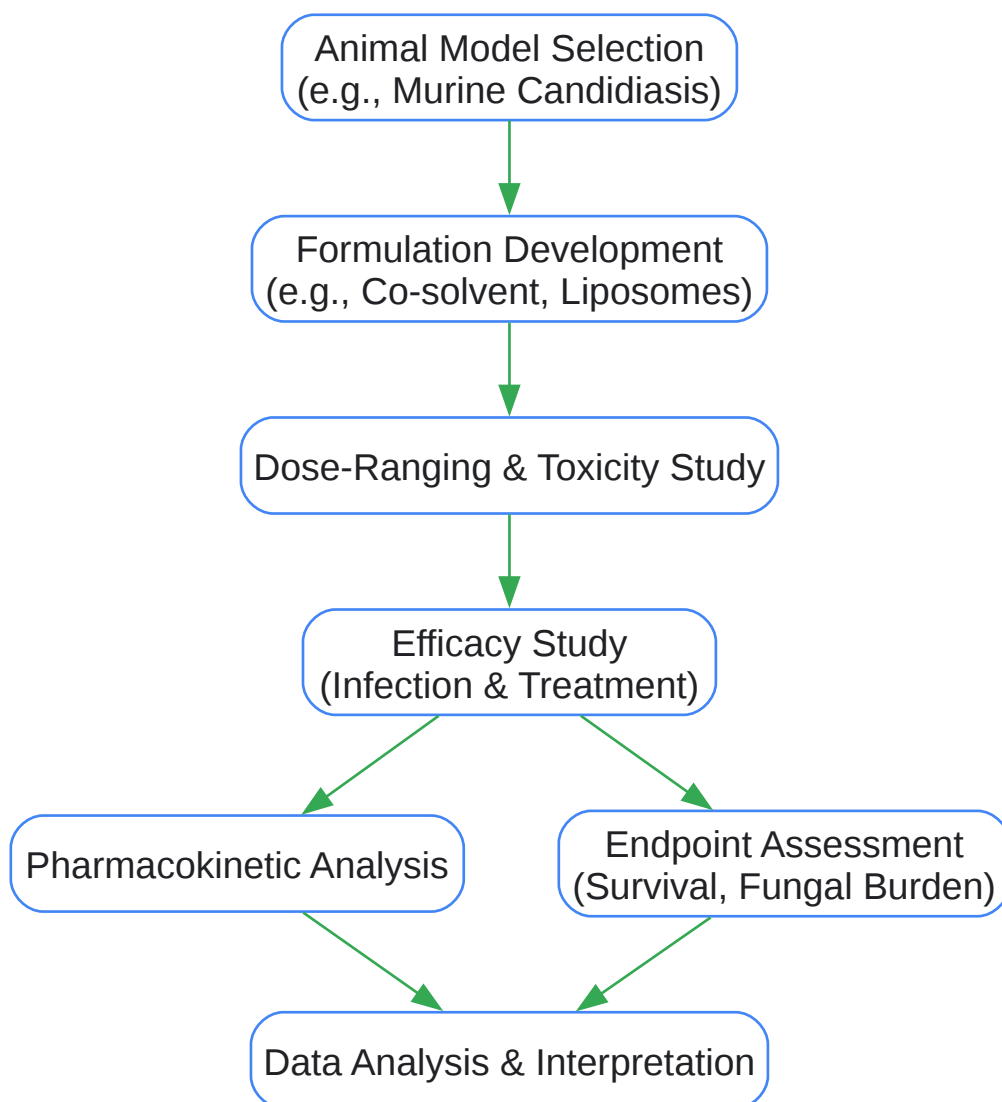 Animal Model Selection
(e.g., Murine Candidiasis)
Formulation Development
(e.g., Co-solvent, Liposomes)
Dose-Ranging & Toxicity Study
Efficacy Study
(Infection & Treatment)
Pharmacokinetic Analysis
Endpoint Assessment
(Survival, Fungal Burden)
Data Analysis & Interpretation